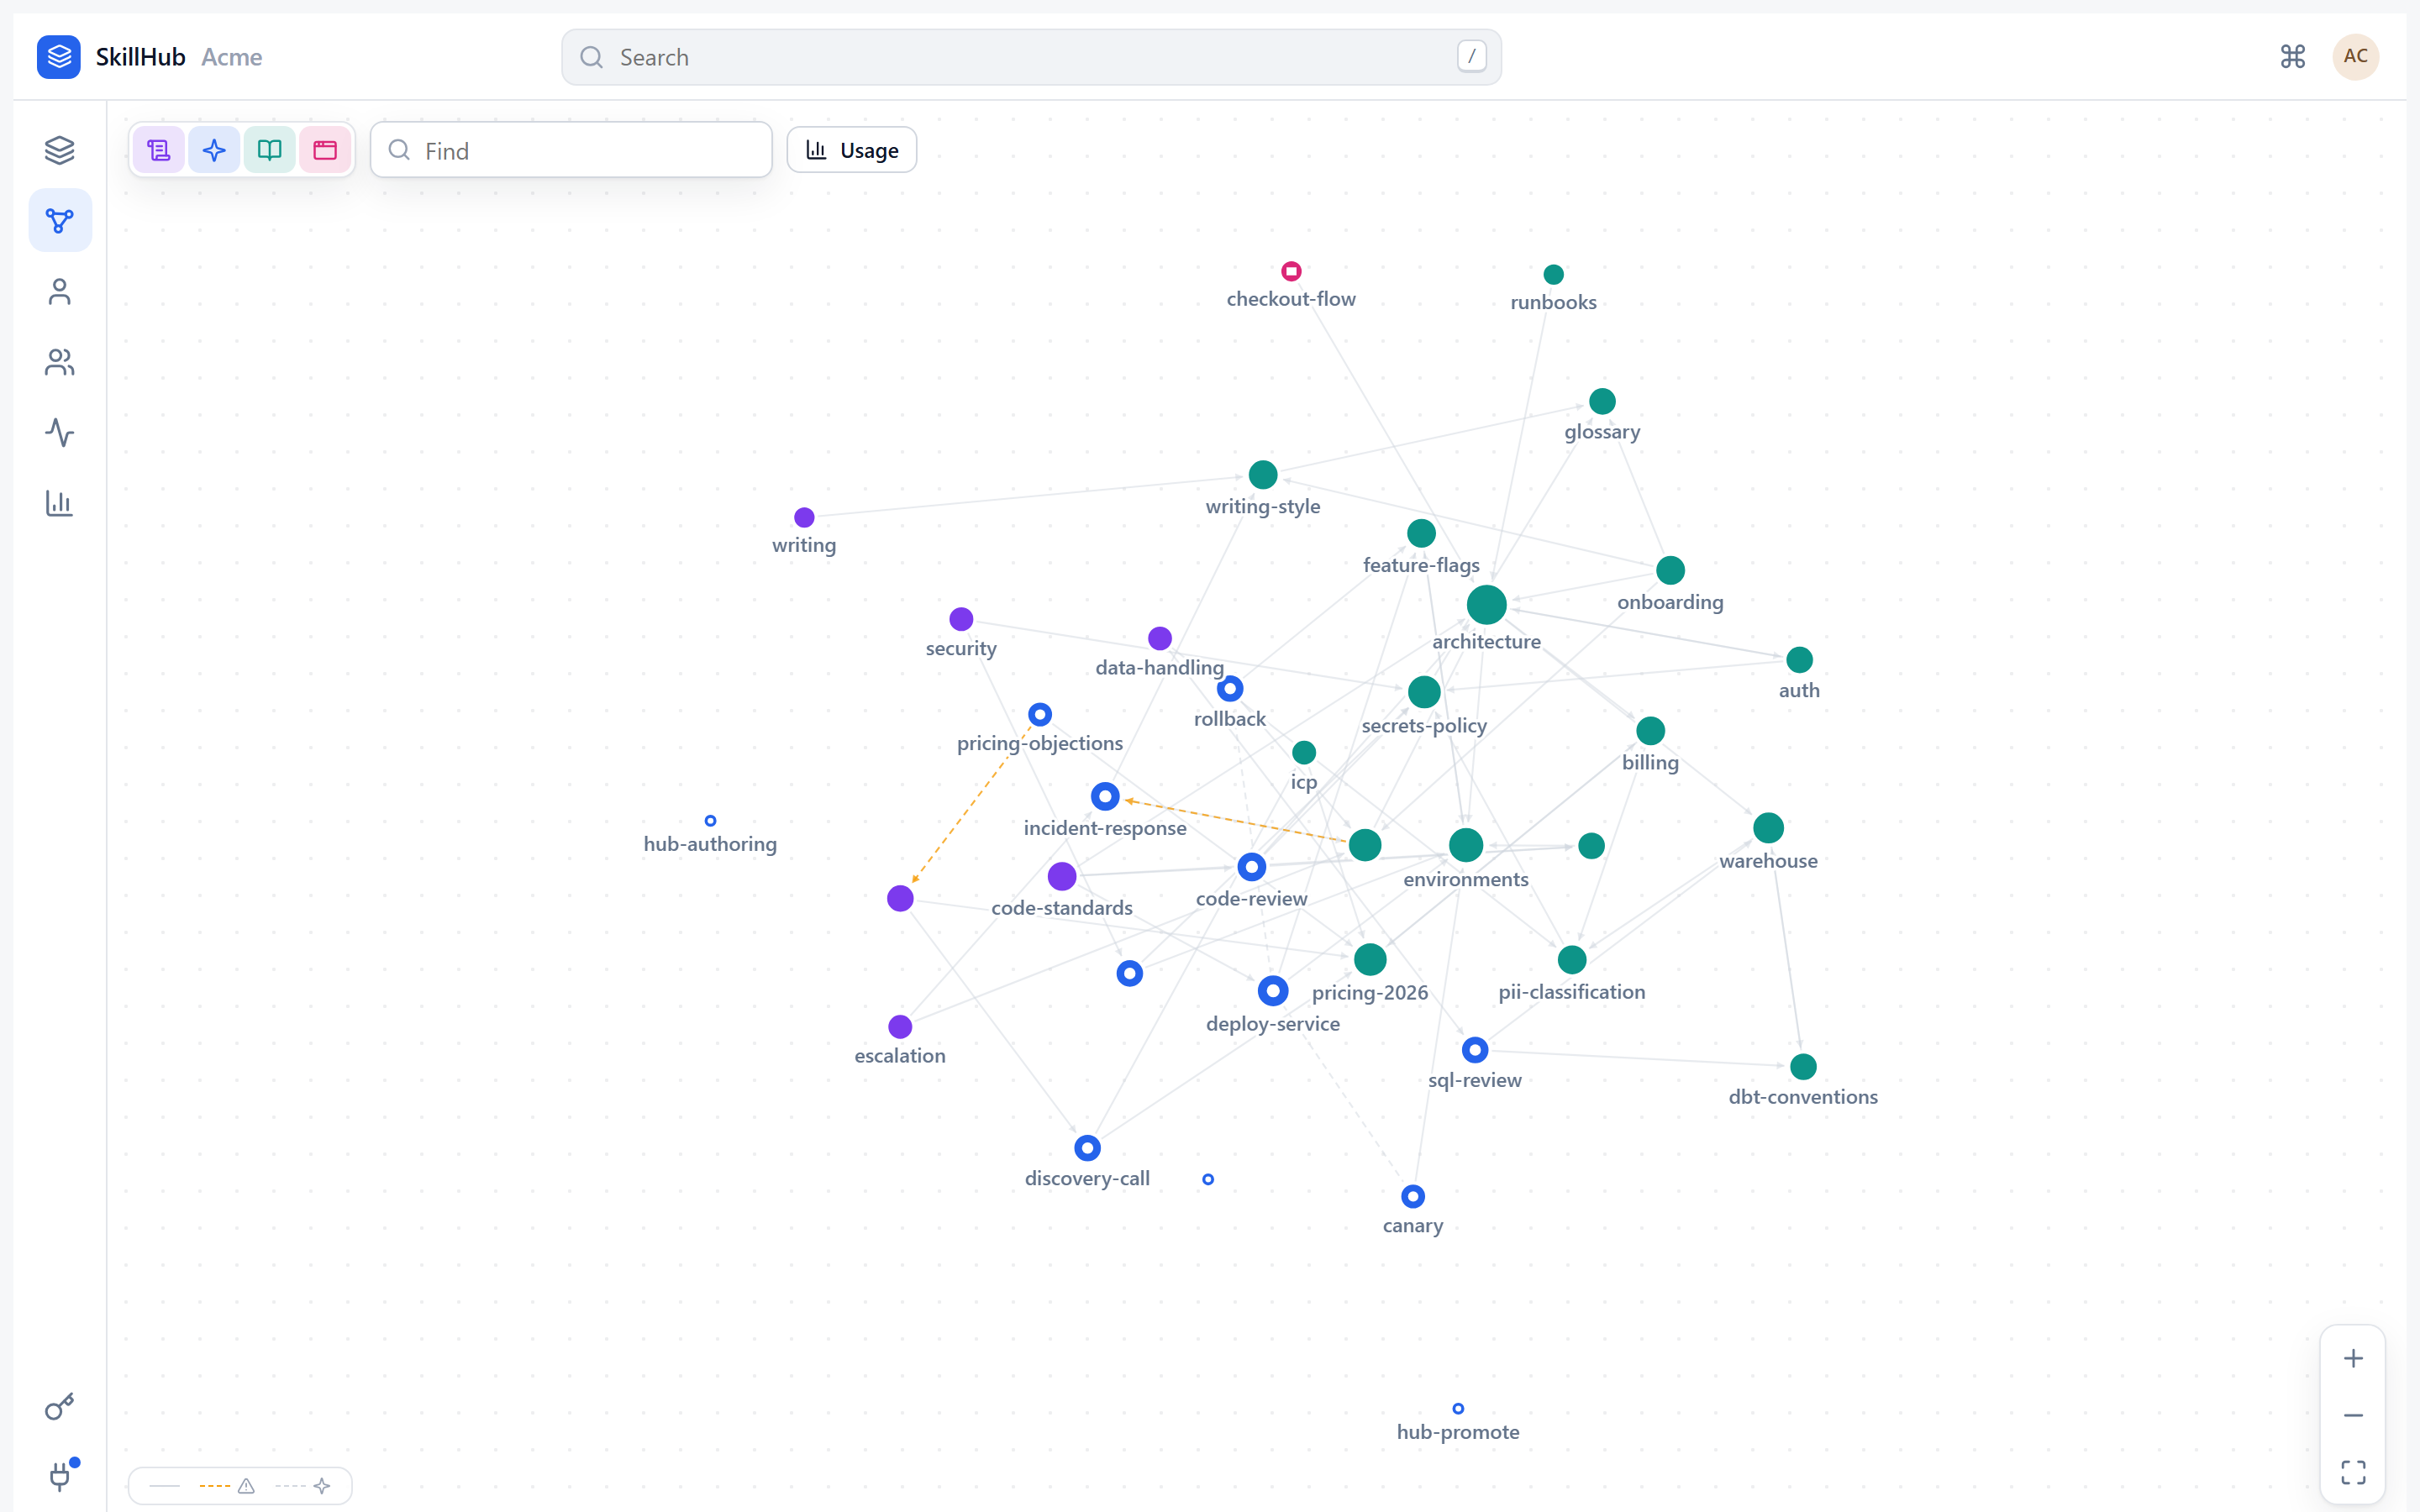 SkillHub Acme
Search
/
AC
Find
Usage
checkout-flow
runbooks
glossary
writing-style
writing
feature-flags
onboarding
architecture
security
data-handling
auth
rollback
secrets-policy
pricing-objections
billing
icp
incident-response
hub-authoring
warehouse
environments
code-review
code-standards
pricing-2026
pii-classification
deploy-service
escalation
sql-review
dbt-conventions
discovery-call
canary
hub-promote